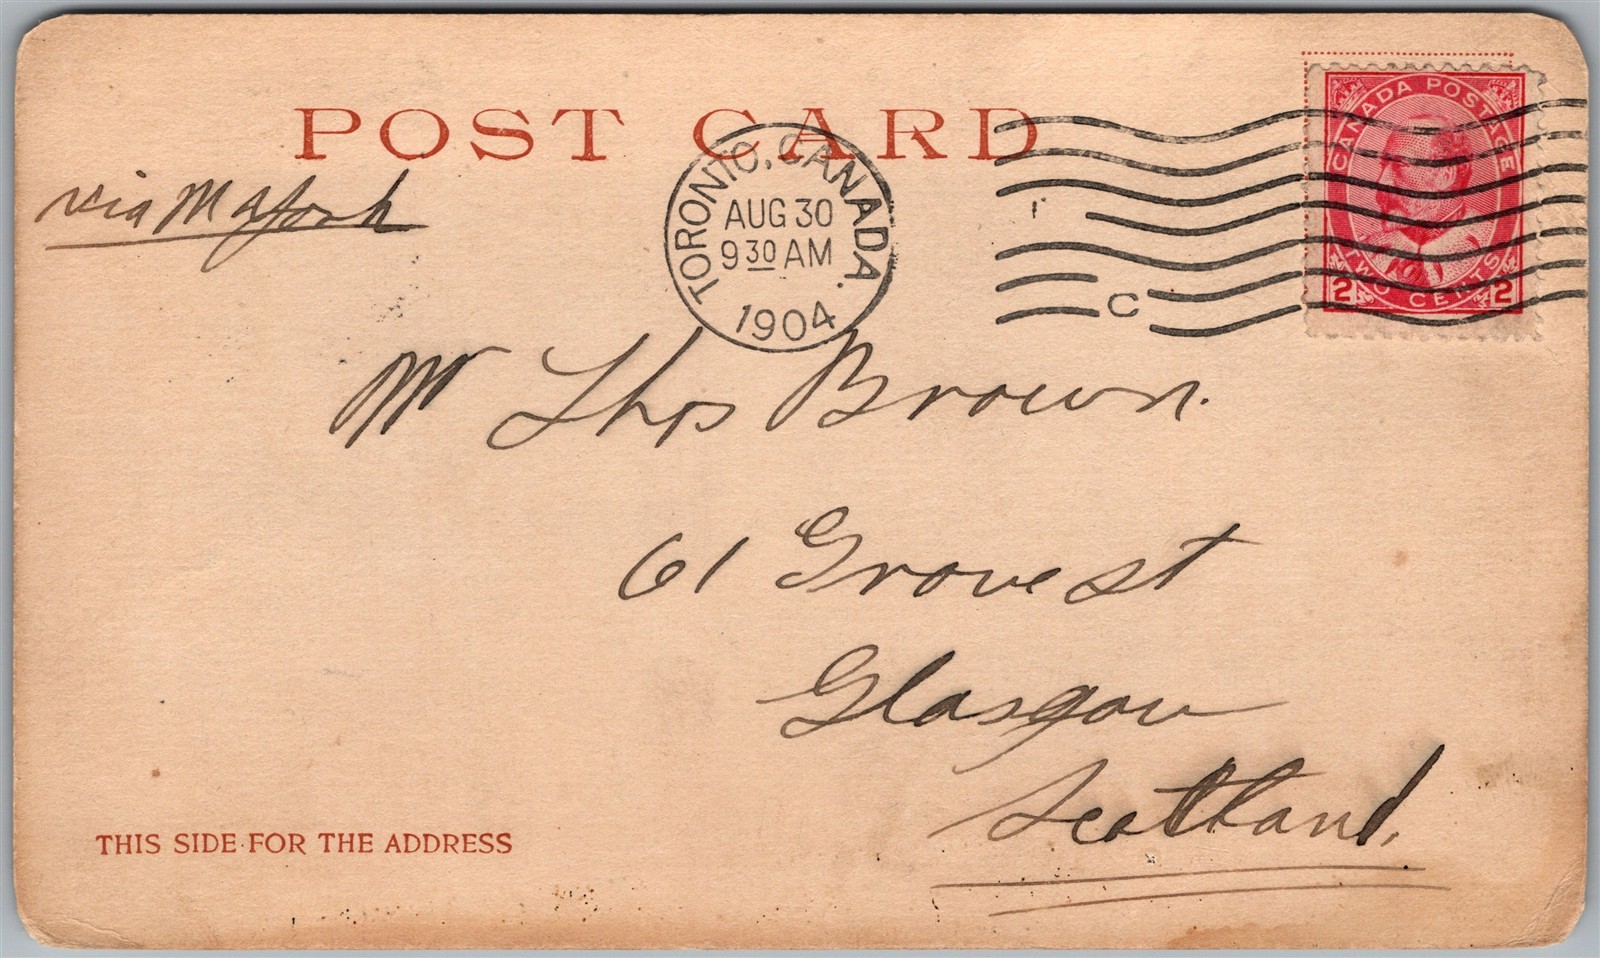 POST CARD
via
TORONTO, CANADA.
AUG 30
9 30 AM
1904
C
CANADA POSTAGE
TWO CENTS
2 2
Mr Thos Brown.
61 Grove st
Glasgow
Scotland,
THIS SIDE FOR THE ADDRESS